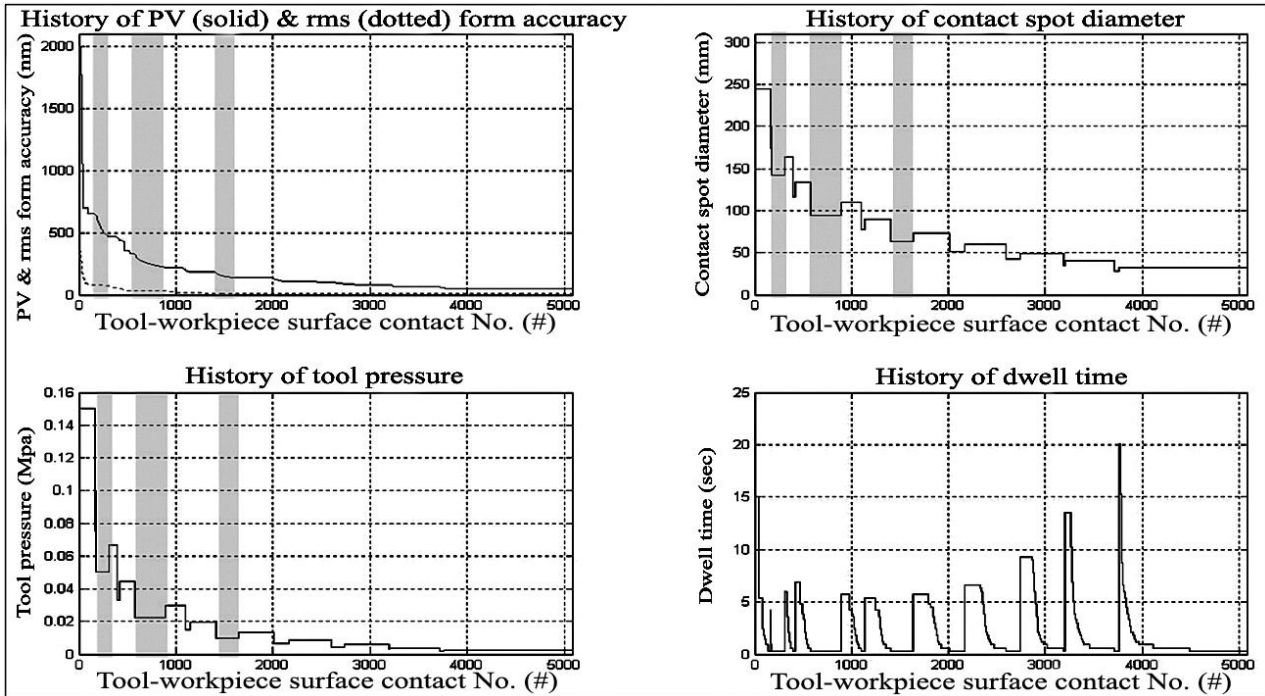 History of PV (solid) & rms (dotted) form accuracy
PV & rms form accuracy (nm)
2000
1500
1000
500
0
0 1000 2000 3000 4000 5000
Tool-workpiece surface contact No. (#)
History of contact spot diameter
Contact spot diameter (mm)
300
250
200
150
100
50
0
0 1000 2000 3000 4000 5000
Tool-workpiece surface contact No. (#)
History of tool pressure
Tool pressure (Mpa)
0.16
0.14
0.12
0.1
0.08
0.06
0.04
0.02
0
0 1000 2000 3000 4000 5000
Tool-workpiece surface contact No. (#)
History of dwell time
Dwell time (sec)
25
20
15
10
5
0
0 1000 2000 3000 4000 5000
Tool-workpiece surface contact No. (#)